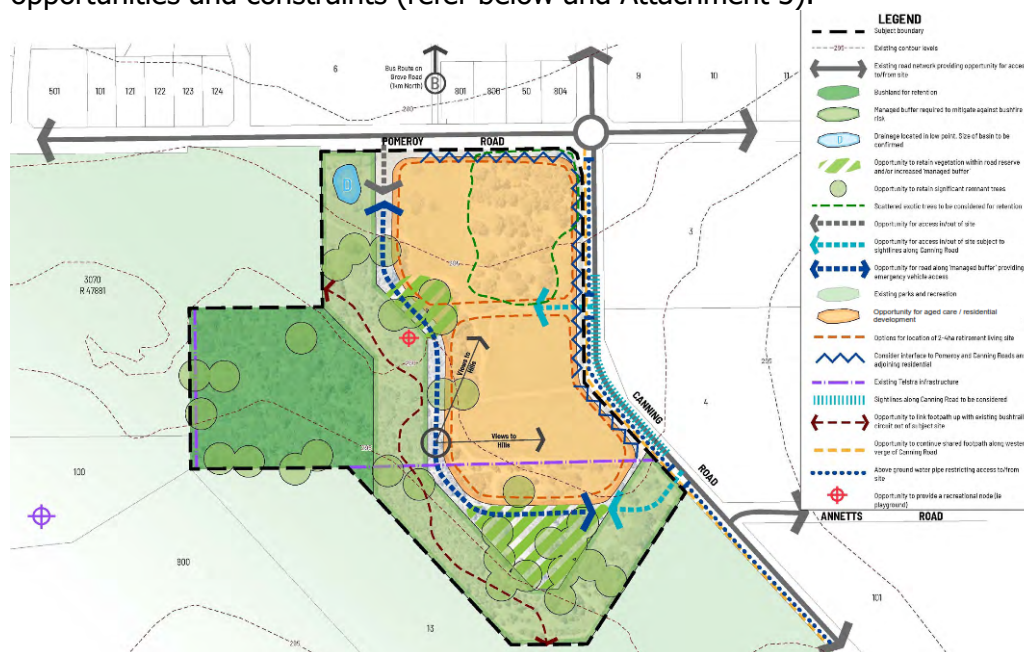 opportunities and constraints (refer below and Attachment 3).
LEGEND
Subject boundary
295
Existing contour levels
Existing road network providing opportunity for access
to/from site
Bushland for retention
Managed buffer required to mitigate against bushfire
risk
D
Drainage located in low point. Size of basin to be
confirmed
Opportunity to retain vegetation within road reserve
and/or increased 'managed buffer'
Opportunity to retain significant remnant trees
Scattered exotic trees to be considered for retention
Opportunity for access in/out of site
Opportunity for access in/out of site subject to
sightlines along Canning Road
Opportunity for road along 'managed buffer' providing
emergency vehicle access
Existing parks and recreation
Opportunity for aged care / residential
development
Options for location of 2-4ha retirement living site
Consider interface to Pomeroy and Canning Roads and
adjoining residential
Existing Telstra infrastructure
Sightlines along Canning Road to be considered
Opportunity to link footpath up with existing bushtrail
circuit out of subject site
Opportunity to continue shared footpath along western
verge of Canning Road
Above ground water pipe restricting access to/from
site
Opportunity to provide a recreational node (ie
playground)
Bus Route on
Grove Road
(1km North)
B
6
9
10
11
501
101
121
122
123
124
280
801
50
804
POMEROY
ROAD
D
3
285
295
3070
R 47881
Views to
Hills
Views to
Hills
4
CANNING
ROAD
100
800
13
295
ANNETTS
ROAD
101